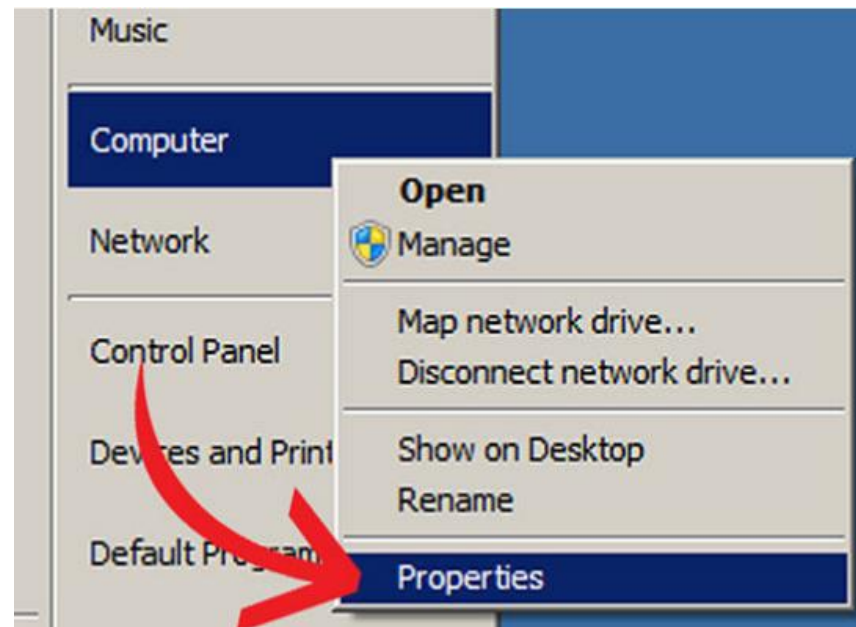 Music
Computer
Network
Control Panel
Devices and Print
Default Program
Open
Manage
Map network drive...
Disconnect network drive...
Show on Desktop
Rename
Properties